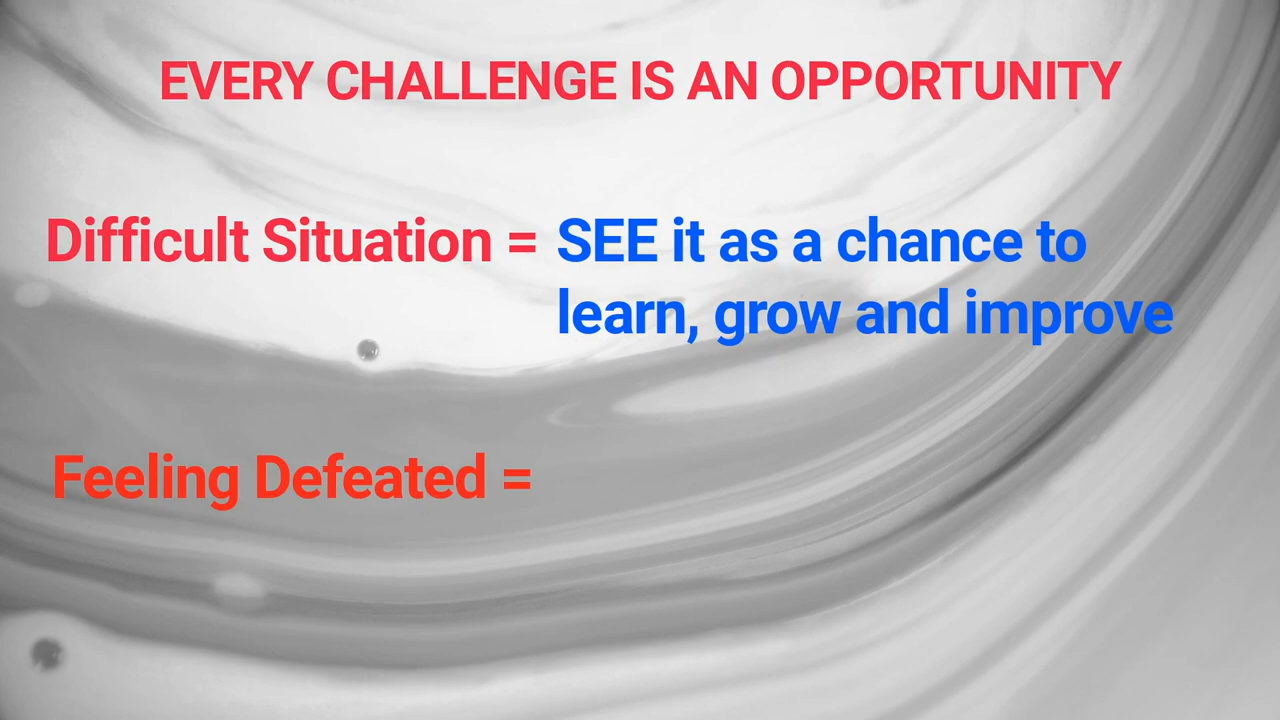 EVERY CHALLENGE IS AN OPPORTUNITY
Difficult Situation = SEE it as a chance to
learn, grow and improve
Feeling Defeated =